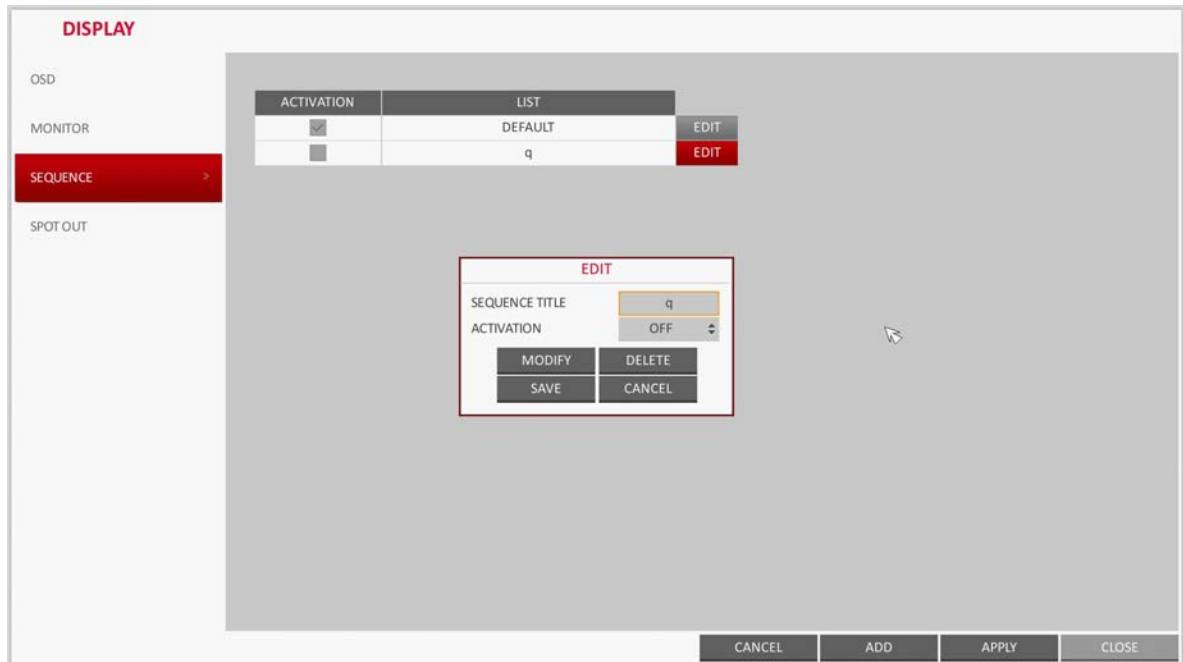 DISPLAY
OSD
MONITOR
SEQUENCE >
SPOT OUT
ACTIVATION LIST
DEFAULT EDIT
q EDIT
EDIT
SEQUENCE TITLE q
ACTIVATION OFF
MODIFY DELETE
SAVE CANCEL
CANCEL ADD APPLY CLOSE